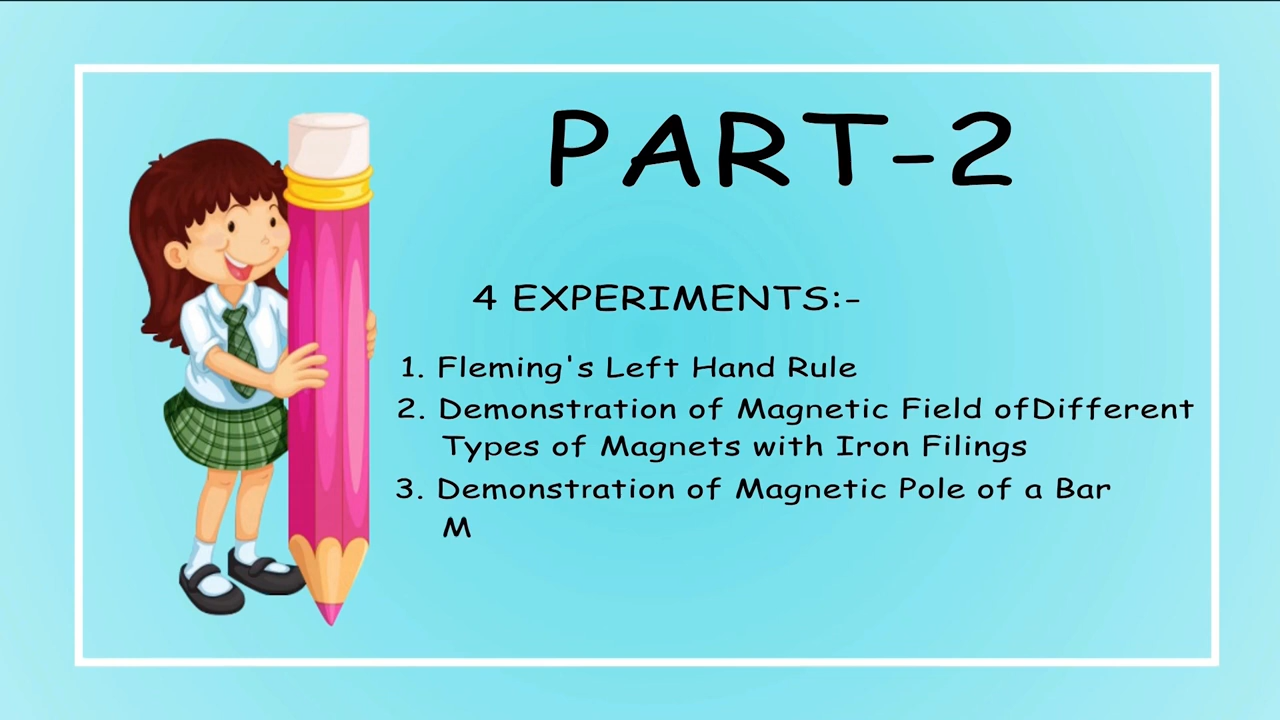 PART-2
4 EXPERIMENTS:-
1. Fleming's Left Hand Rule
2. Demonstration of Magnetic Field ofDifferent
Types of Magnets with Iron Filings
3. Demonstration of Magnetic Pole of a Bar
M